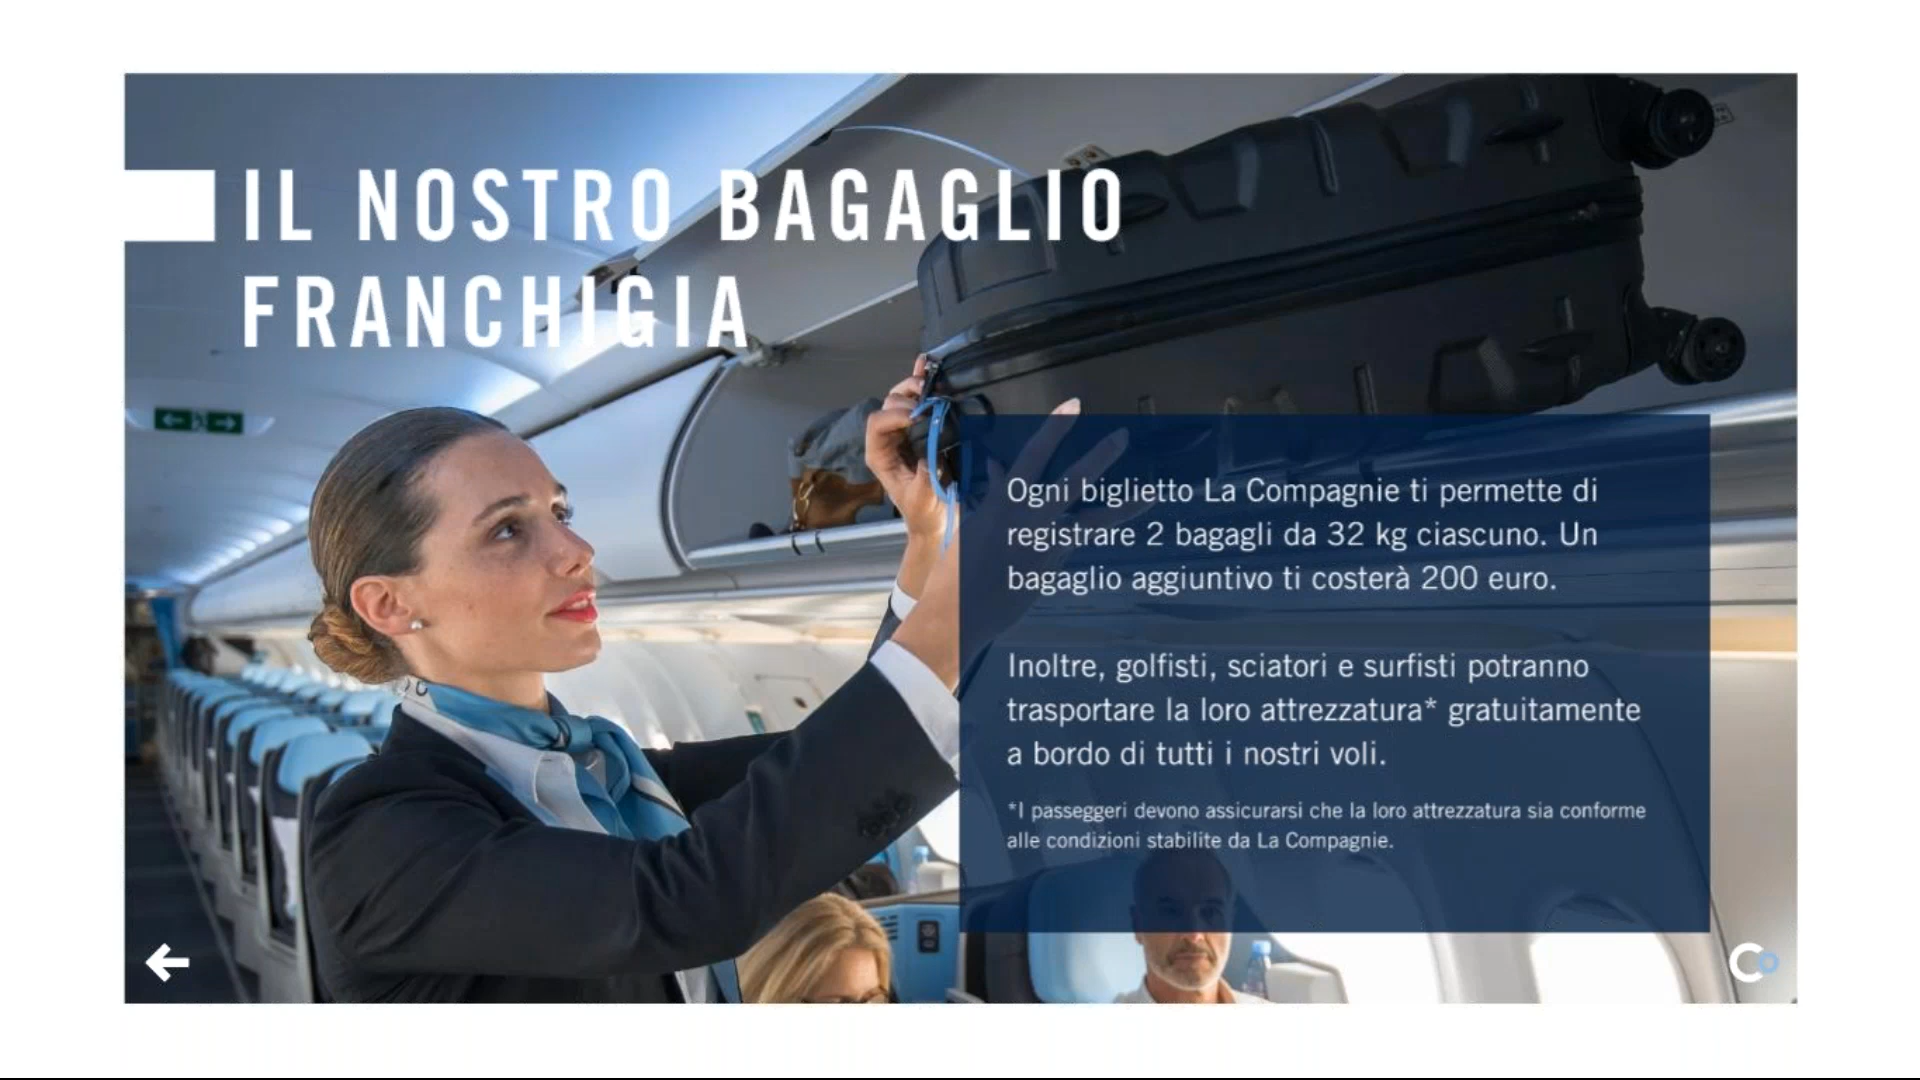 IL NOSTRO BAGAGLIO
FRANCHIGIA
Ogni biglietto La Compagnie ti permette di
registrare 2 bagagli da 32 kg ciascuno. Un
bagaglio aggiuntivo ti costerà 200 euro.
Inoltre, golfisti, sciatori e surfisti potranno
trasportare la loro attrezzatura* gratuitamente
a bordo di tutti i nostri voli.
*I passeggeri devono assicurarsi che la loro attrezzatura sia conforme
alle condizioni stabilite da La Compagnie.
Co